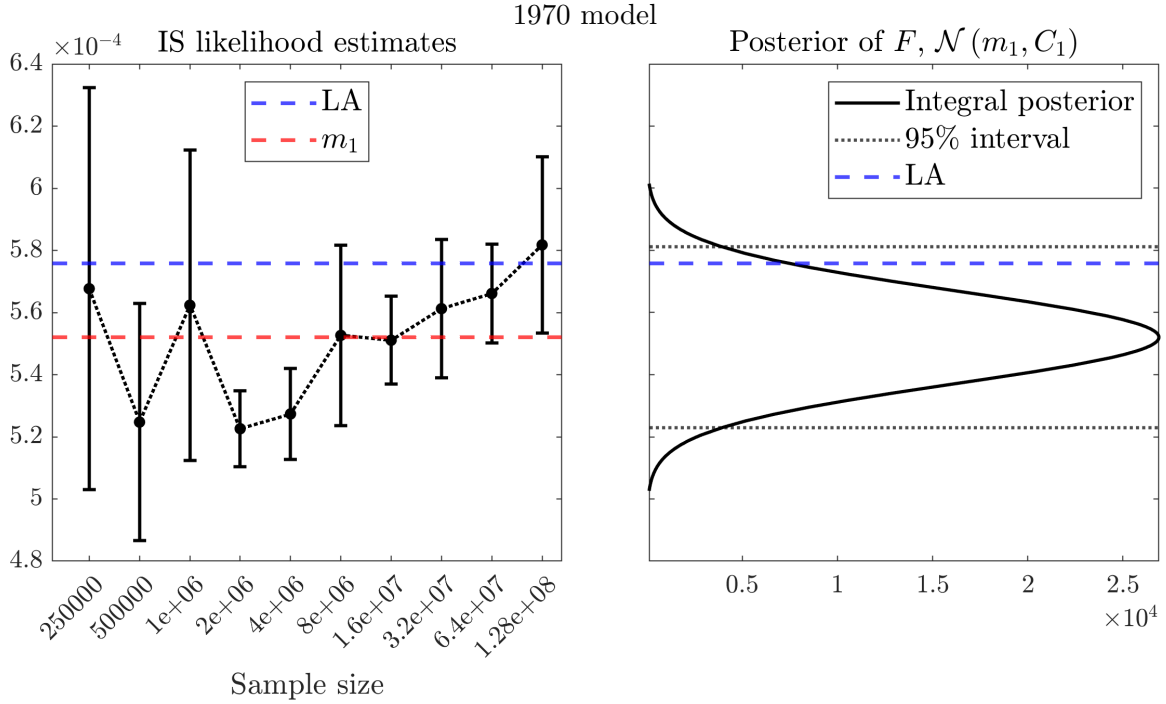 1970 model
×10⁻⁴
IS likelihood estimates
6.4
6.2
6
5.8
5.6
5.4
5.2
5
4.8
LA
m₁
250000
500000
1e+06
2e+06
4e+06
8e+06
1.6e+07
3.2e+07
6.4e+07
1.28e+08
Sample size
Posterior of F, 𝒩(m₁, C₁)
Integral posterior
95% interval
LA
0.5
1
1.5
2
2.5
×10⁴